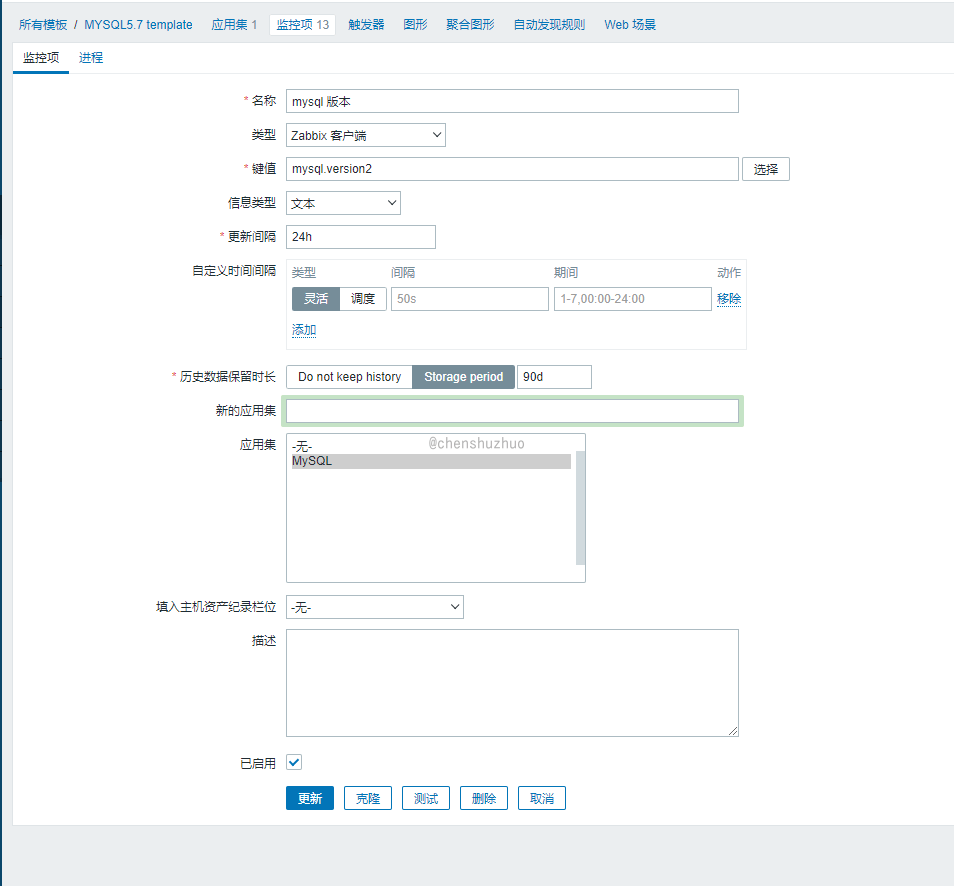 所有模板 / MYSQL5.7 template 应用集 1 监控项 13 触发器 图形 聚合图形 自动发现规则 Web 场景
监控项 进程
* 名称 mysql 版本
类型 Zabbix 客户端
* 键值 mysql.version2 选择
信息类型 文本
* 更新间隔 24h
自定义时间间隔 类型 间隔 期间 动作
灵活 调度 50s 1-7,00:00-24:00 移除
添加
* 历史数据保留时长 Do not keep history Storage period 90d
新的应用集
应用集 -无- @chenshuzhuo
MySQL
填入主机资产纪录栏位 -无-
描述
已启用
更新 克隆 测试 删除 取消